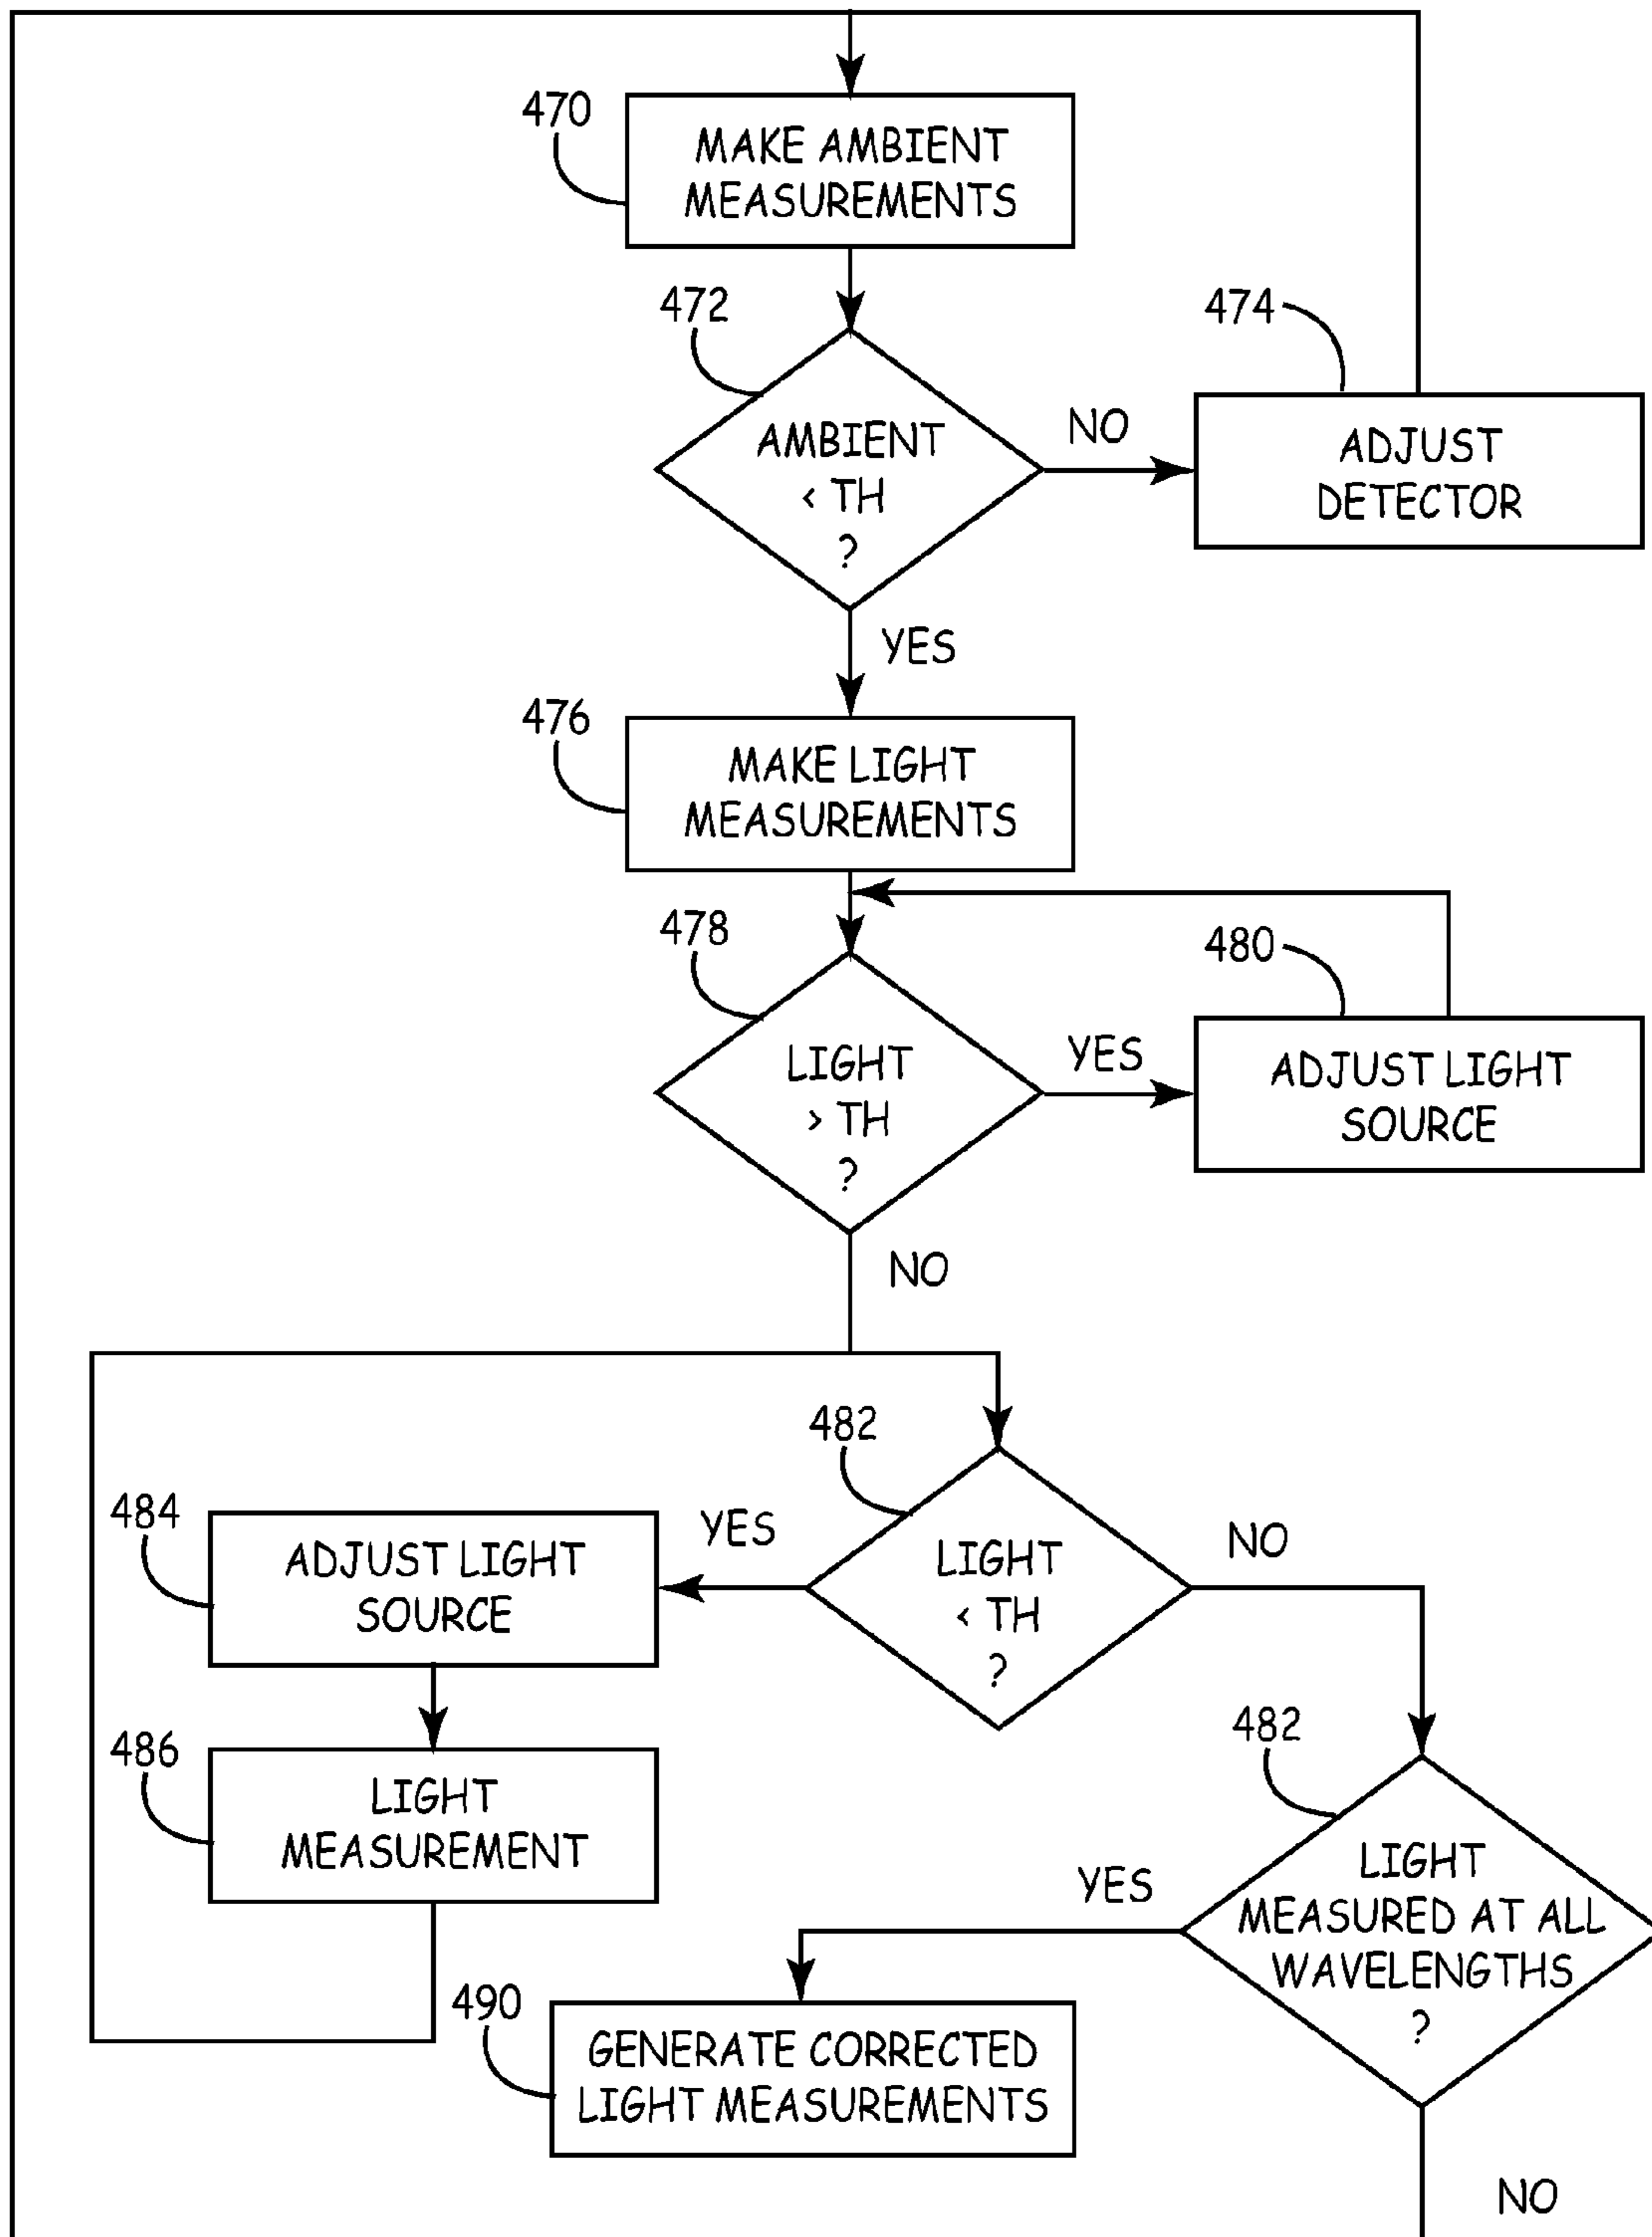 470
MAKE AMBIENT
MEASUREMENTS
472
474
AMBIENT
< TH
?
NO
ADJUST
DETECTOR
YES
476
MAKE LIGHT
MEASUREMENTS
478
480
LIGHT
> TH
?
YES
ADJUST LIGHT
SOURCE
NO
482
484
YES
LIGHT
< TH
?
NO
ADJUST LIGHT
SOURCE
486
LIGHT
MEASUREMENT
482
YES
LIGHT
MEASURED AT ALL
WAVELENGTHS
?
490
GENERATE CORRECTED
LIGHT MEASUREMENTS
NO